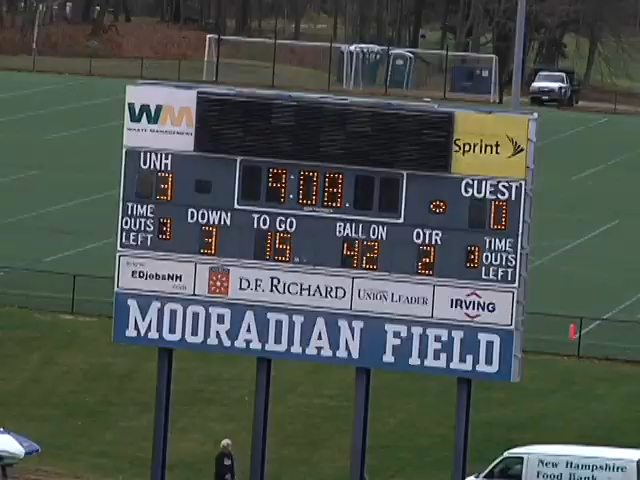 WM
WASTE MANAGEMENT
Sprint
UNH
3
9:08
GUEST
0
TIME
OUTS
LEFT
3
DOWN
3
TO GO
15
BALL ON
42
QTR
2
3
TIME
OUTS
LEFT
EDjobsNH
.com
D.F. RICHARD
UNION LEADER
IRVING
MOORADIAN FIELD
New Hampshire
Food Bank